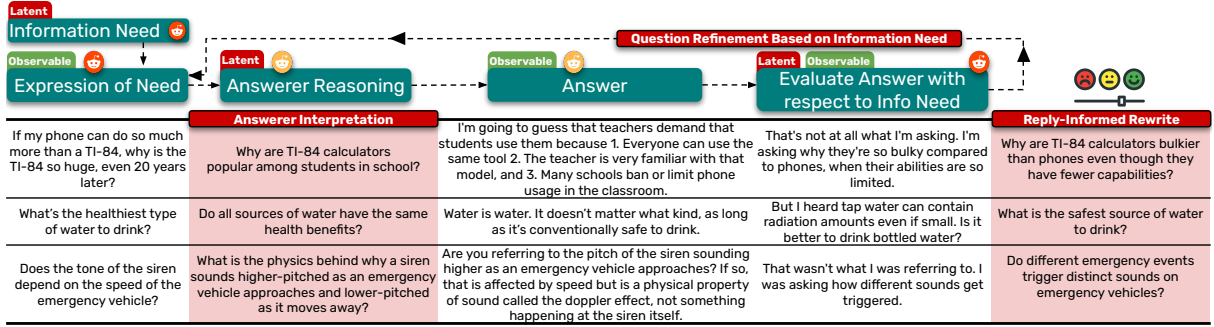 Latent
Information Need
Question Refinement Based on Information Need
Observable
Expression of Need
Latent
Answerer Reasoning
Observable
Answer
Latent
Observable
Evaluate Answer with
respect to Info Need
Answerer Interpretation
Reply-Informed Rewrite
If my phone can do so much
more than a TI-84, why is the
TI-84 so huge, even 20 years
later?
Why are TI-84 calculators
popular among students in school?
I'm going to guess that teachers demand that
students use them because 1. Everyone can use the
same tool 2. The teacher is very familiar with that
model, and 3. Many schools ban or limit phone
usage in the classroom.
That's not at all what I'm asking. I'm
asking why they're so bulky compared
to phones, when their abilities are so
limited.
Why are TI-84 calculators bulkier
than phones even though they
have fewer capabilities?
What's the healthiest type
of water to drink?
Do all sources of water have the same
health benefits?
Water is water. It doesn't matter what kind, as long
as it's conventionally safe to drink.
But I heard tap water can contain
radiation amounts even if small. Is it
better to drink bottled water?
What is the safest source of water
to drink?
Does the tone of the siren
depend on the speed of the
emergency vehicle?
What is the physics behind why a siren
sounds higher-pitched as an emergency
vehicle approaches and lower-pitched
as it moves away?
Are you referring to the pitch of the siren sounding
higher as an emergency vehicle approaches? If so,
that is affected by speed but is a physical property
of sound called the doppler effect, not something
happening at the siren itself.
That wasn't what I was referring to. I
was asking how different sounds get
triggered.
Do different emergency events
trigger distinct sounds on
emergency vehicles?